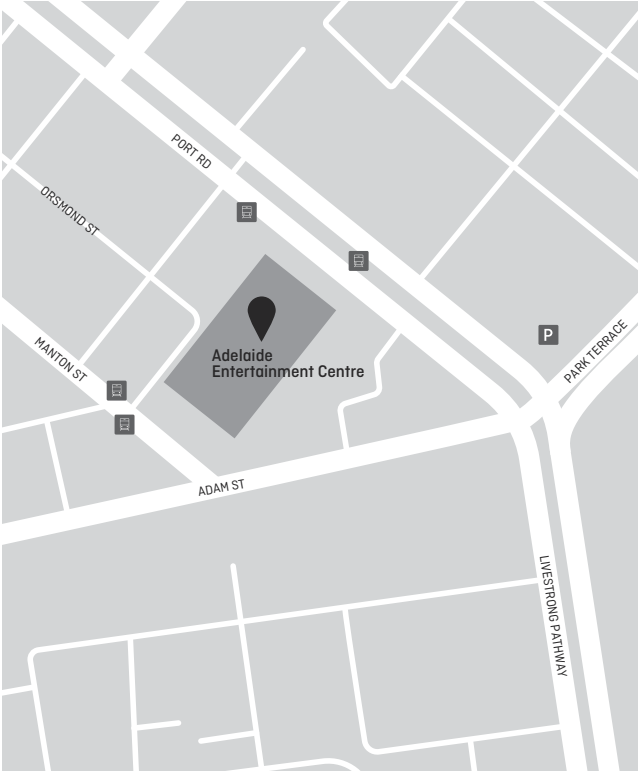 PORT RD
ORSMOND ST
P
PARK TERRACE
MANTON ST
Adelaide
Entertainment Centre
ADAM ST
LIVESTRONG PATHWAY